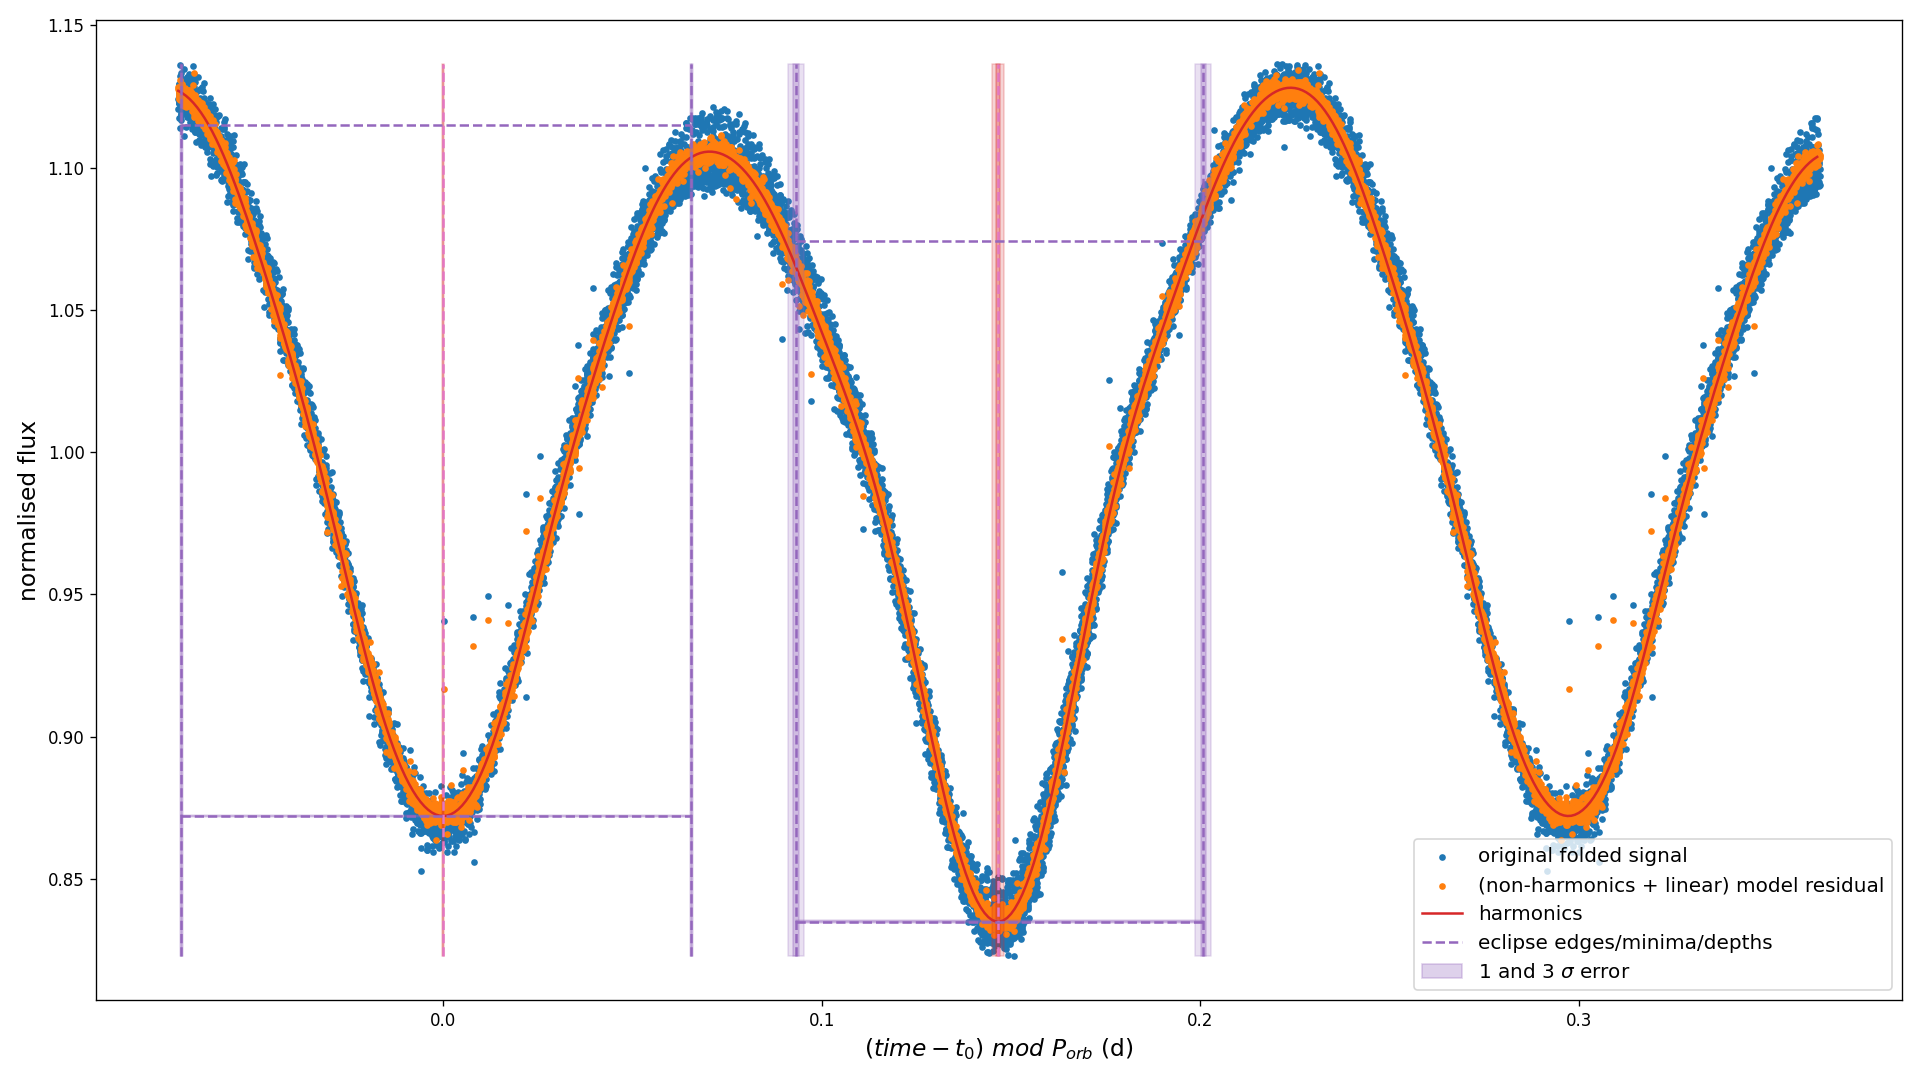 1.15
1.10
1.05
1.00
0.95
0.90
0.85
normalised flux
0.0
0.1
0.2
0.3
(time − t₀) mod P_orb (d)
original folded signal
(non-harmonics + linear) model residual
harmonics
eclipse edges/minima/depths
1 and 3 σ error